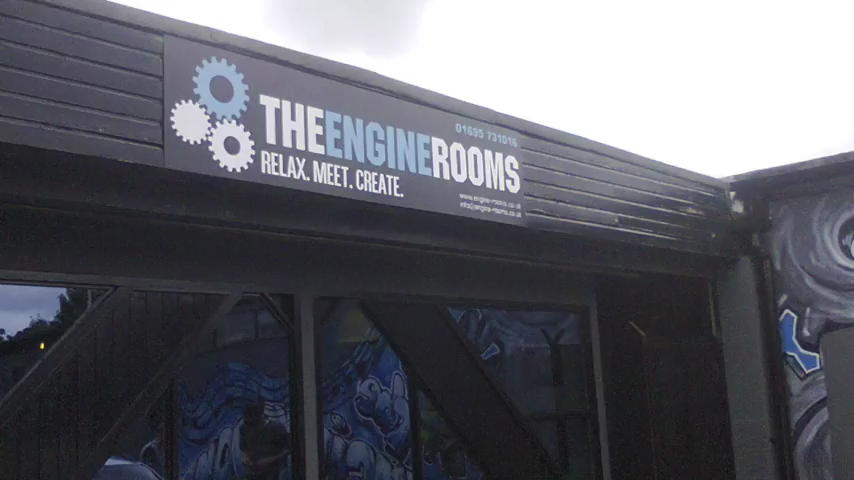 01695 731016
THEENGINEROOMS
RELAX. MEET. CREATE.
www.engine-rooms.co.uk
info@engine-rooms.co.uk